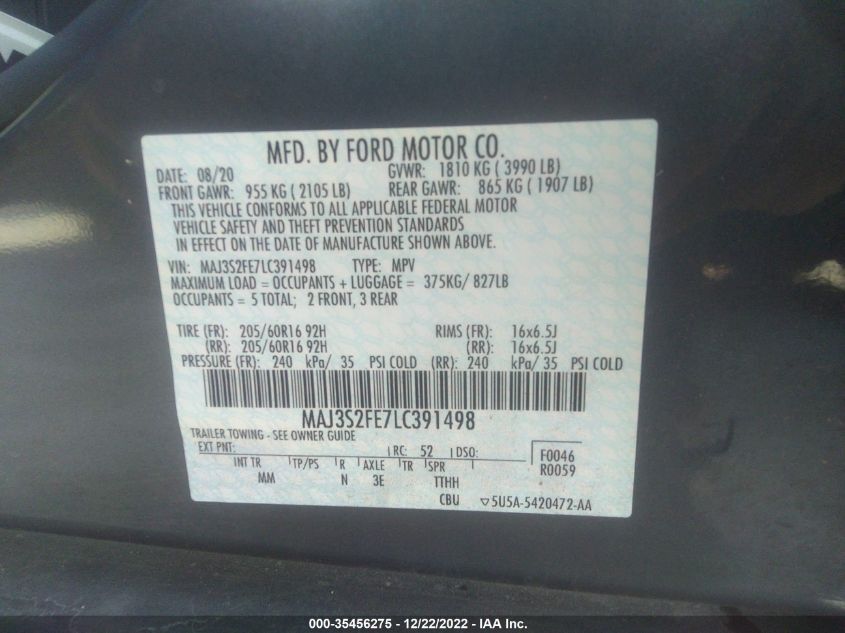 MFD. BY FORD MOTOR CO.
DATE: 08/20 GVWR: 1810 KG ( 3990 LB)
FRONT GAWR: 955 KG ( 2105 LB) REAR GAWR: 865 KG ( 1907 LB)
THIS VEHICLE CONFORMS TO ALL APPLICABLE FEDERAL MOTOR
VEHICLE SAFETY AND THEFT PREVENTION STANDARDS
IN EFFECT ON THE DATE OF MANUFACTURE SHOWN ABOVE.
VIN: MAJ3S2FE7LC391498 TYPE: MPV
MAXIMUM LOAD = OCCUPANTS + LUGGAGE = 375KG/ 827LB
OCCUPANTS = 5 TOTAL; 2 FRONT, 3 REAR
TIRE (FR): 205/60R16 92H RIMS (FR): 16x6.5J
(RR): 205/60R16 92H (RR): 16x6.5J
PRESSURE (FR): 240 kPa/ 35 PSI COLD (RR): 240 kPa/ 35 PSI COLD
MAJ3S2FE7LC391498
TRAILER TOWING - SEE OWNER GUIDE
EXT PNT: RC: 52 DSO: F0046
INT TR TP/PS R AXLE TR SPR R0059
MM N 3E TTHH
CBU 5U5A-5420472-AA
000-35456275 - 12/22/2022 - IAA Inc.